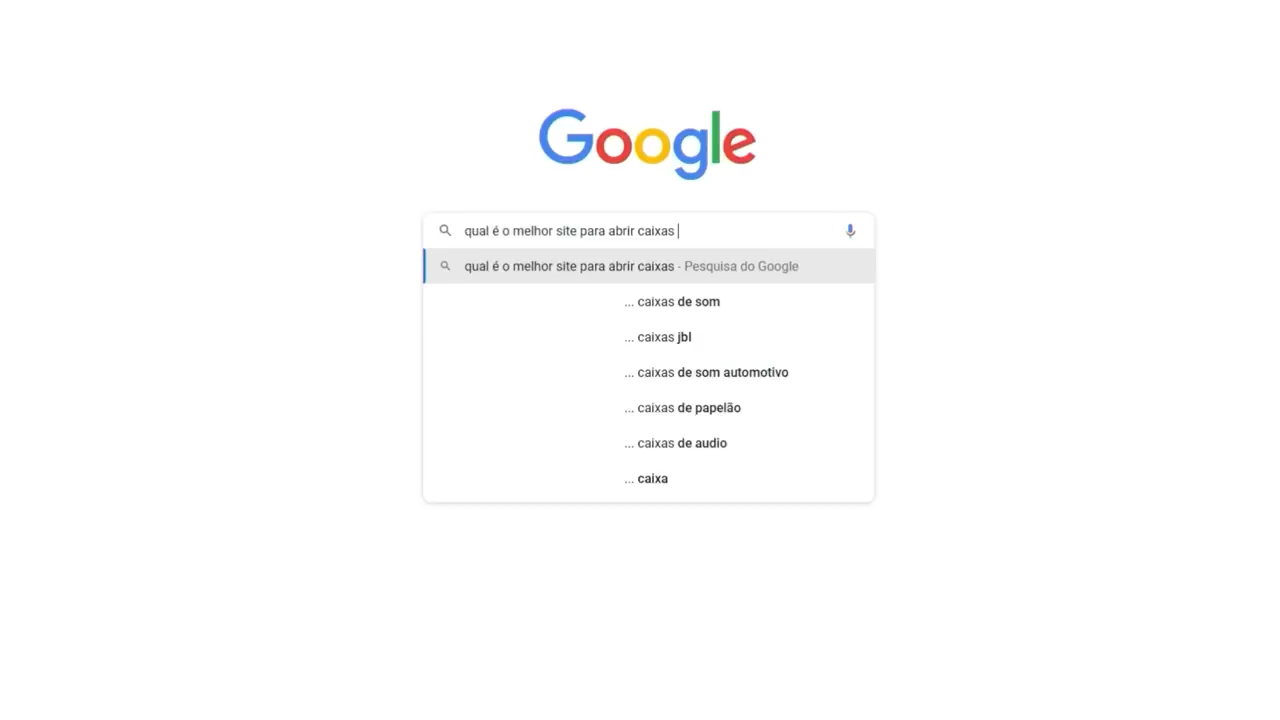 Google
qual é o melhor site para abrir caixas
qual é o melhor site para abrir caixas - Pesquisa do Google
... caixas de som
... caixas jbl
... caixas de som automotivo
... caixas de papelão
... caixas de audio
... caixa